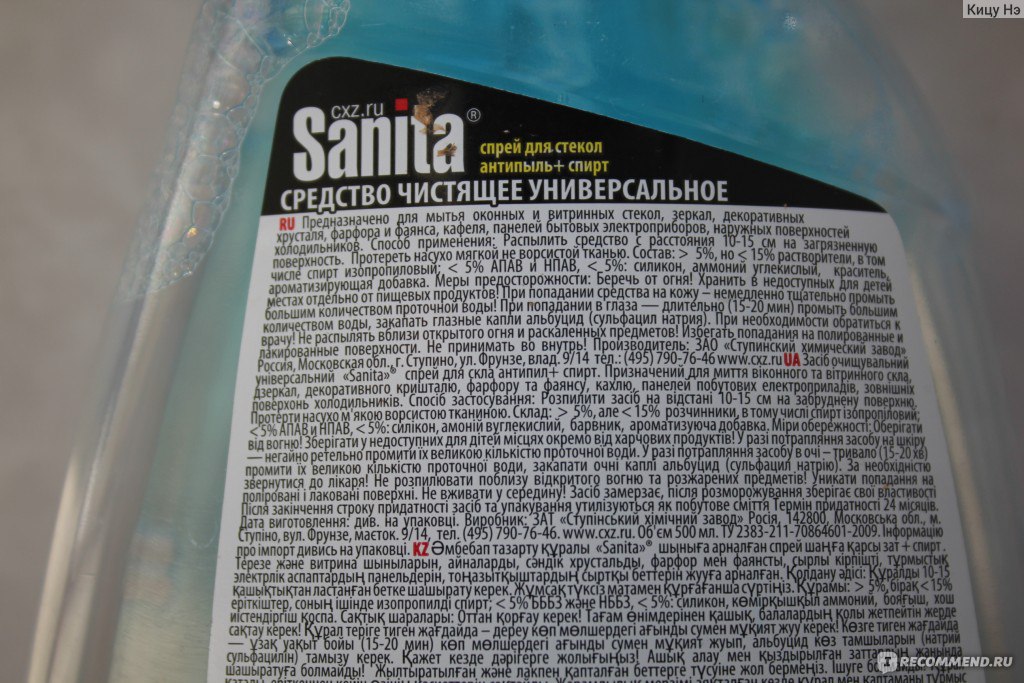 Кицу Нэ
cxz.ru
Sanita®
спрей для стекол
антипыль+ спирт
СРЕДСТВО ЧИСТЯЩЕЕ УНИВЕРСАЛЬНОЕ
RU Предназначено для мытья оконных и витринных стекол, зеркал, декоративных
хрусталя, фарфора и фаянса, кафеля, панелей бытовых электроприборов, наружных поверхностей
холодильников. Способ применения: Распылить средство с расстояния 10-15 см на загрязненную
поверхность. Протереть насухо мягкой не ворсистой тканью. Состав: > 5%, но < 15% растворители, в том
числе спирт изопропиловый; < 5% АПАВ и НПАВ, < 5%: силикон, аммоний углекислый, краситель,
ароматизирующая добавка. Меры предосторожности: Беречь от огня! Хранить в недоступных для детей
местах отдельно от пищевых продуктов! При попадании средства на кожу – немедленно тщательно промыть
большим количеством проточной воды! При попадании в глаза — длительно (15-20 мин) промыть большим
количеством воды, закапать глазные капли альбуцид (сульфацил натрия). При необходимости обратиться к
врачу! Не распылять вблизи открытого огня и раскаленных предметов! Избегать попадания на полированные и
лакированные поверхности. Не принимать во внутрь! Производитель: ЗАО «Ступинский химический завод»
Россия, Московская обл., г. Ступино, ул. Фрунзе, влад. 9/14 тел.: (495) 790-76-46 www.cxz.ru UA Засіб очищувальний
універсальний «Sanita»® спрей для скла антипил+ спирт. Призначений для миття віконного та вітринного скла,
дзеркал, декоративного кришталю, фарфору та фаянсу, кахлю, панелей побутових електроприладів, зовнішніх
поверхонь холодильників. Спосіб застосування: Розпилити засіб на відстані 10-15 см на забруднену поверхню.
Протерти насухо м'якою ворсистою тканиною. Склад: > 5%, але < 15% розчинники, в тому числі спирт ізопропіловий;
< 5% АПАВ и НПАВ, < 5%: силікон, амоній вуглекислий, барвник, ароматизуюча добавка. Міри обережності: Оберігати
від вогню! Зберігати у недоступних для дітей місцях окремо від харчових продуктів! У разі потрапляння засобу на шкіру
— негайно ретельно промити їх великою кількістю проточної води. У разі потрапляння засобу в очі – тривало (15-20 хв)
промити їх великою кількістю проточної води, закапати очні каплі альбуцид (сульфацил натрію). За необхідністю
звернутися до лікаря! Не розпилювати поблизу відкритого вогню та розжарених предметів! Уникати попадання на
поліровані і лаковані поверхні. Не вживати у середину! Засіб замерзає, після розморожування зберігає свої властивості
Після закінчення строку придатності засіб та упакування утилізуються як побутове сміття Термін придатності 24 місяців.
Дата виготовлення: див. на упаковці. Виробник: ЗАТ «Ступінський хімічний завод» Росія, 142800, Московська обл., м.
Ступіно, вул. Фрунзе, маєток. 9/14, тел. (495) 790-76-46. www.cxz.ru. Об'єм 500 мл. ТУ 2383-211-70864601-2009. Інформацію
про імпорт дивись на упаковці. KZ Әмбебап тазарту құралы «Sanita»® шыныға арналған спрей шаңға қарсы зат + спирт.
Терезе және витрина шыныларын, айналарды, сәндік хрустальды, фарфор мен фаянсты, сырлы кірпішті, тұрмыстық
электрлік аспаптардың панельдерін, тоңазытқыштардың сыртқы беттерін жууға арналған. Қолдану әдісі: Құралды 10-15
қашықтықтан ластанған бетке шашырату керек. Жұмсақ түксіз матамен құрғағанша сүртіңіз. Құрамы: > 5%, бірақ < 15%
еріткіштер, соның ішінде изопропилді спирт; < 5% ББЗ және НББЗ, < 5%: силикон, көмірқышқыл аммоний, бояғыш, хош
иістендіргіш қоспа. Сақтық шаралары: Оттан қорғау керек! Тағам өнімдерінен қашық, балалардың қолы жетпейтін жерде
сақтау керек! Құрал теріге тиген жағдайда – дереу көп мөлшердегі ағынды сумен мұқият жуу керек! Көзге тиген жағдайда
— ұзақ уақыт бойы (15-20 мин) көп мөлшердегі ағынды сумен мұқият жуып, альбуцид көз тамшыларын (натрий
сульфацилін) тамызу керек. Қажет кезде дәрігерге жолығыңыз! Ашық алау мен қыздырылған заттардың жанында
шашыратуға болмайды! Жылтыратылған және лакпен қапталған беттерге түсуіне жол бермеңіз. Ішуге
RECOMMEND.RU